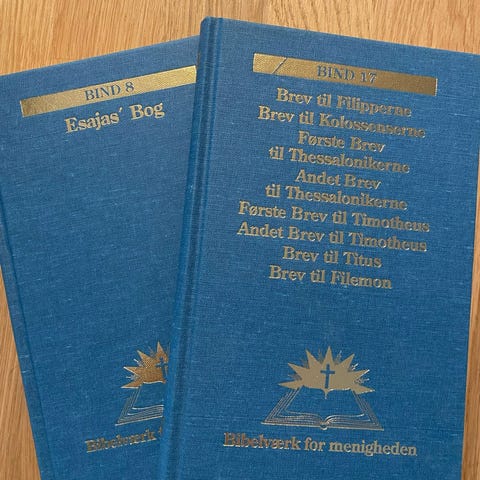 BIND 8
Esajas´ Bog
Bibelværk f
BIND 17
Brev til Filipperne
Brev til Kolossenserne
Første Brev
til Thessalonikerne
Andet Brev
til Thessalonikerne
Første Brev til Timotheus
Andet Brev til Timotheus
Brev til Titus
Brev til Filemon
Bibelværk for menigheden